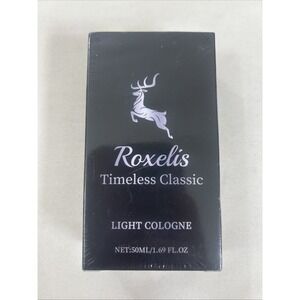 Roxelis
Timeless Classic
LIGHT COLOGNE
NET:50ML/1.69 FL.OZ